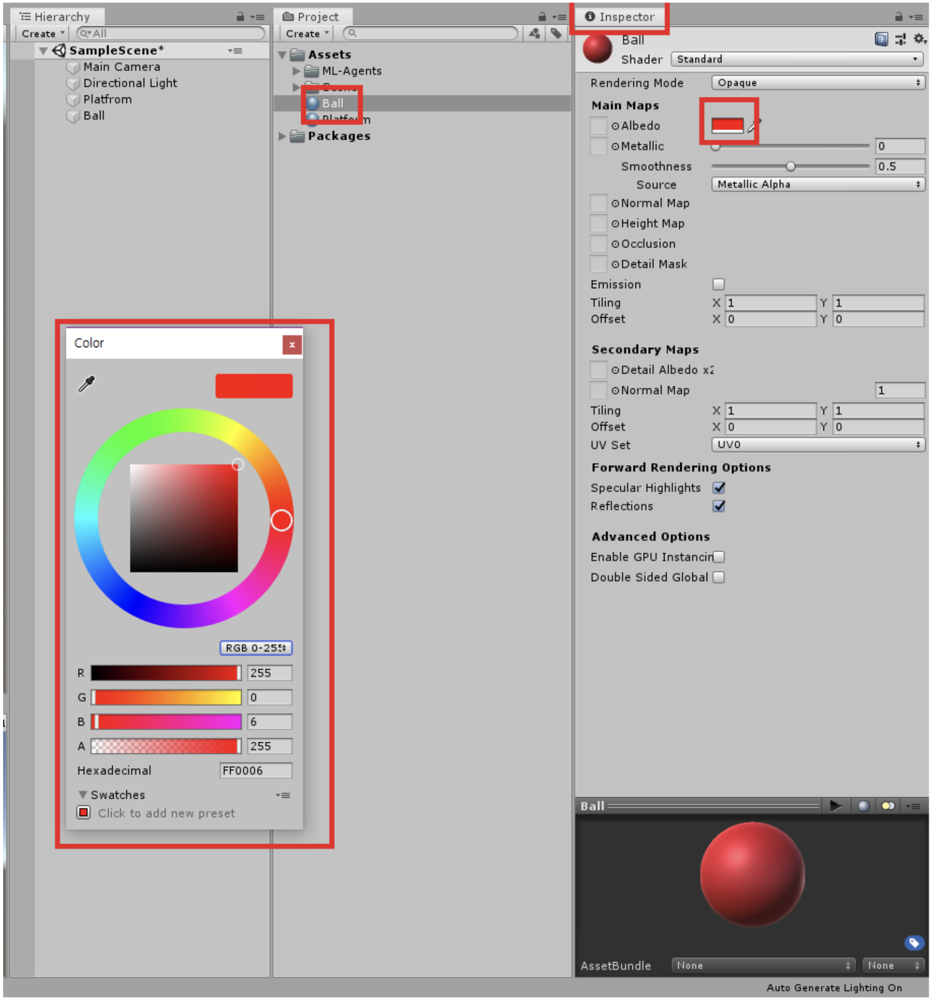 Hierarchy
Create
All
SampleScene*
Main Camera
Directional Light
Platfrom
Ball
Project
Create
Assets
ML-Agents
Ball
Platform
Packages
Color
RGB 0-255
R 255
G 0
B 6
A 255
Hexadecimal FF0006
Swatches
Click to add new preset
Inspector
Ball
Shader Standard
Rendering Mode Opaque
Main Maps
Albedo
Metallic 0
Smoothness 0.5
Source Metallic Alpha
Normal Map
Height Map
Occlusion
Detail Mask
Emission
Tiling X 1 Y 1
Offset X 0 Y 0
Secondary Maps
Detail Albedo x2
Normal Map 1
Tiling X 1 Y 1
Offset X 0 Y 0
UV Set UV0
Forward Rendering Options
Specular Highlights
Reflections
Advanced Options
Enable GPU Instancin
Double Sided Global
Ball
AssetBundle None None
Auto Generate Lighting On